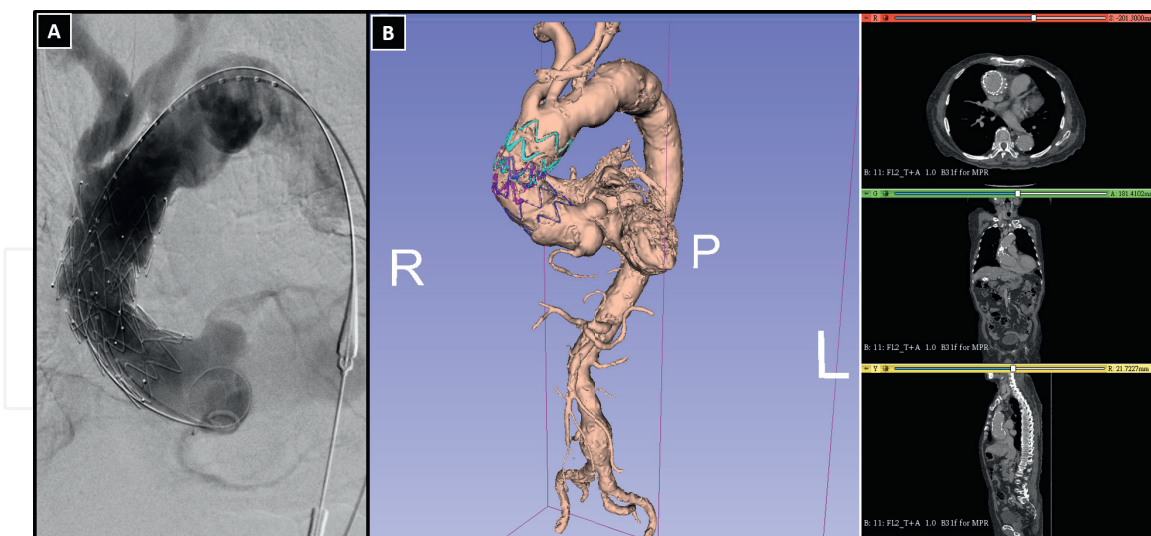 A
B
R
P
L
R
S: -201.3000mm
B: 11: FL2_T+A 1.0 B31f for MPR
G
A: 181.4102mm
B: 11: FL2_T+A 1.0 B31f for MPR
Y
R: 21.7227mm
B: 11: FL2_T+A 1.0 B31f for MPR